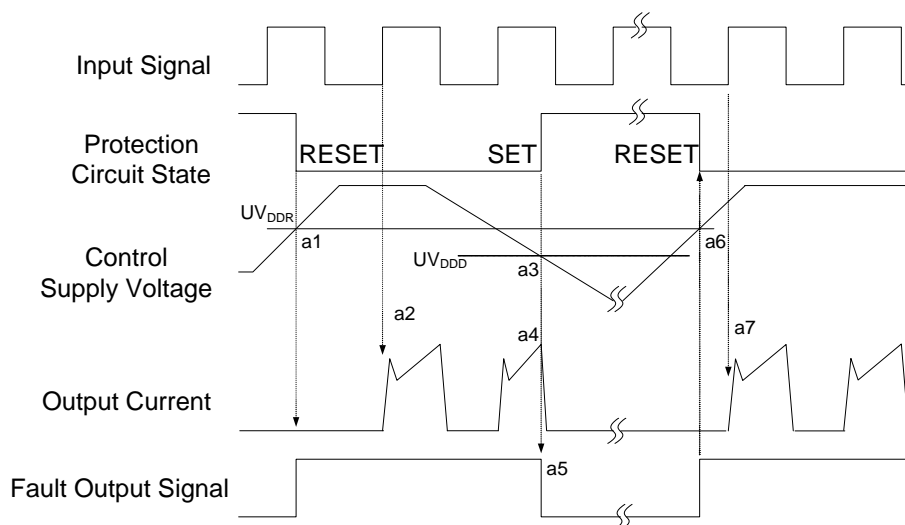 Input Signal
Protection
Circuit State
RESET
SET
RESET
UVDDR
a1
UVDDD
a3
a6
Control
Supply Voltage
a2
a4
a7
Output Current
a5
Fault Output Signal